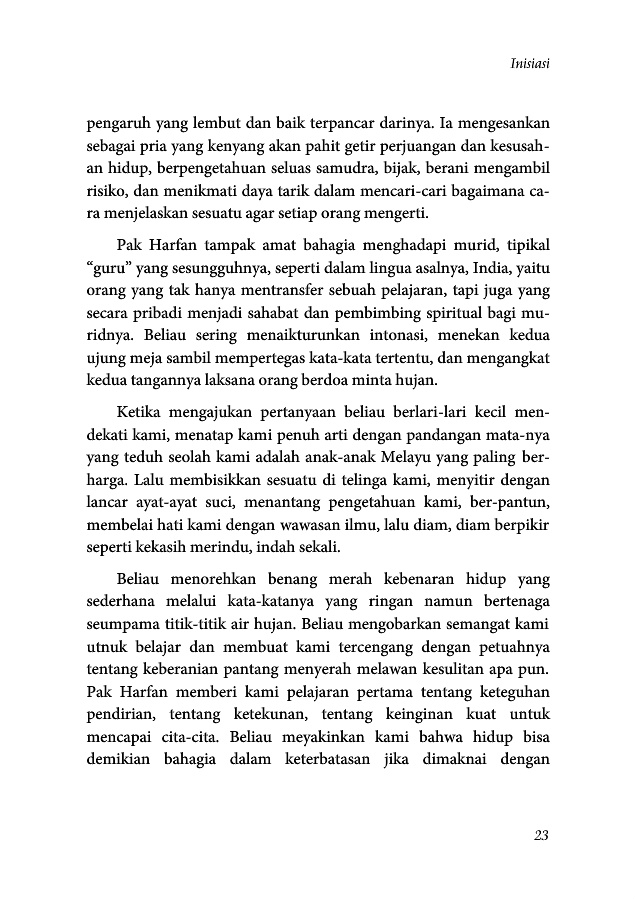 Inisiasi
pengaruh yang lembut dan baik terpancar darinya. Ia mengesankan
sebagai pria yang kenyang akan pahit getir perjuangan dan kesusah-
an hidup, berpengetahuan seluas samudra, bijak, berani mengambil
risiko, dan menikmati daya tarik dalam mencari-cari bagaimana ca-
ra menjelaskan sesuatu agar setiap orang mengerti.
Pak Harfan tampak amat bahagia menghadapi murid, tipikal
“guru” yang sesungguhnya, seperti dalam lingua asalnya, India, yaitu
orang yang tak hanya mentransfer sebuah pelajaran, tapi juga yang
secara pribadi menjadi sahabat dan pembimbing spiritual bagi mu-
ridnya. Beliau sering menaikturunkan intonasi, menekan kedua
ujung meja sambil mempertegas kata-kata tertentu, dan mengangkat
kedua tangannya laksana orang berdoa minta hujan.
Ketika mengajukan pertanyaan beliau berlari-lari kecil men-
dekati kami, menatap kami penuh arti dengan pandangan mata-nya
yang teduh seolah kami adalah anak-anak Melayu yang paling ber-
harga. Lalu membisikkan sesuatu di telinga kami, menyitir dengan
lancar ayat-ayat suci, menantang pengetahuan kami, ber-pantun,
membelai hati kami dengan wawasan ilmu, lalu diam, diam berpikir
seperti kekasih merindu, indah sekali.
Beliau menorehkan benang merah kebenaran hidup yang
sederhana melalui kata-katanya yang ringan namun bertenaga
seumpama titik-titik air hujan. Beliau mengobarkan semangat kami
utnuk belajar dan membuat kami tercengang dengan petuahnya
tentang keberanian pantang menyerah melawan kesulitan apa pun.
Pak Harfan memberi kami pelajaran pertama tentang keteguhan
pendirian, tentang ketekunan, tentang keinginan kuat untuk
mencapai cita-cita. Beliau meyakinkan kami bahwa hidup bisa
demikian bahagia dalam keterbatasan jika dimaknai dengan
23